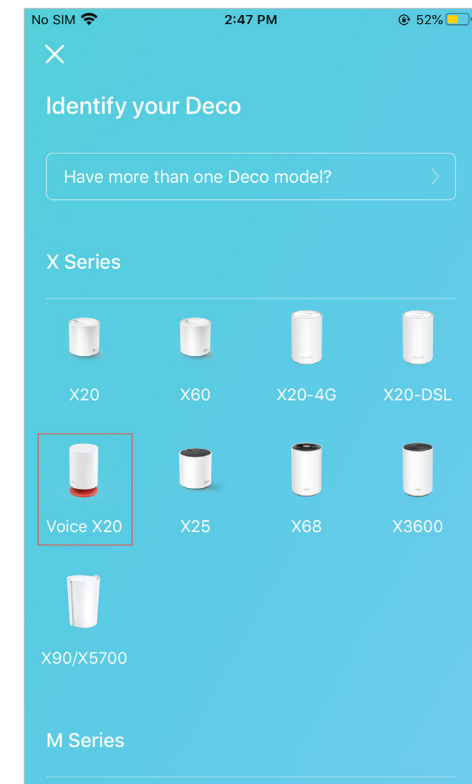 No SIM 2:47 PM 52%
Identify your Deco
Have more than one Deco model?
X Series
X20 X60 X20-4G X20-DSL
Voice X20 X25 X68 X3600
X90/X5700
M Series